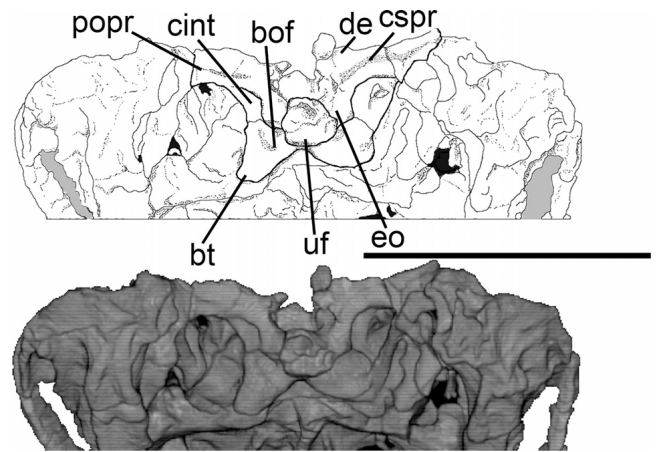 popr
cint
bof
de
cspr
bt
uf
eo